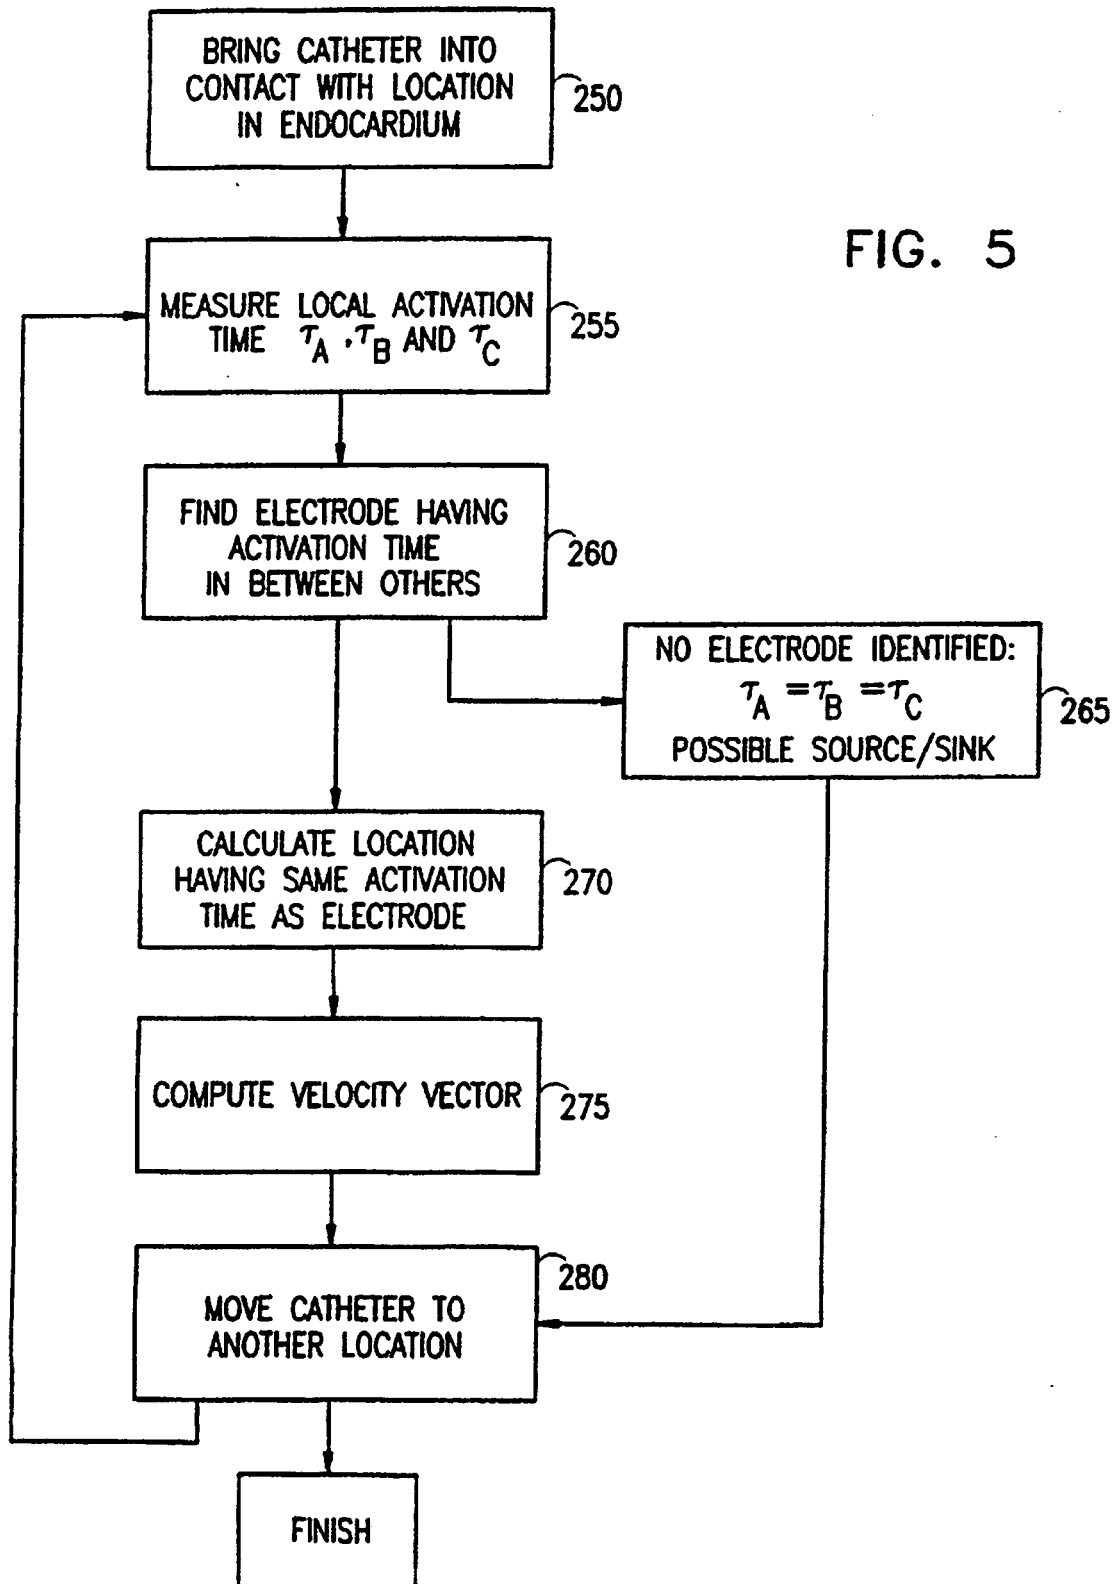 BRING CATHETER INTO
CONTACT WITH LOCATION
IN ENDOCARDIUM
250
FIG. 5
MEASURE LOCAL ACTIVATION
TIME τA , τB AND τC
255
FIND ELECTRODE HAVING
ACTIVATION TIME
IN BETWEEN OTHERS
260
NO ELECTRODE IDENTIFIED:
τA = τB = τC
POSSIBLE SOURCE/SINK
265
CALCULATE LOCATION
HAVING SAME ACTIVATION
TIME AS ELECTRODE
270
COMPUTE VELOCITY VECTOR
275
MOVE CATHETER TO
ANOTHER LOCATION
280
FINISH